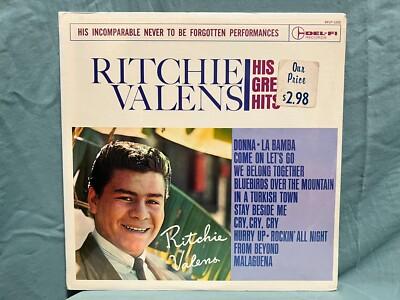 HIS INCOMPARABLE NEVER TO BE FORGOTTEN PERFORMANCES
DEL-FI
RECORDS
RITCHIE
VALENS
HIS
GRE
HITS
Our
Price
$2.98
DONNA • LA BAMBA
COME ON LET'S GO
WE BELONG TOGETHER
BLUEBIRDS OVER THE MOUNTAIN
IN A TURKISH TOWN
STAY BESIDE ME
CRY, CRY, CRY
HURRY UP • ROCKIN' ALL NIGHT
FROM BEYOND
MALAGUENA
Ritchie
Valens